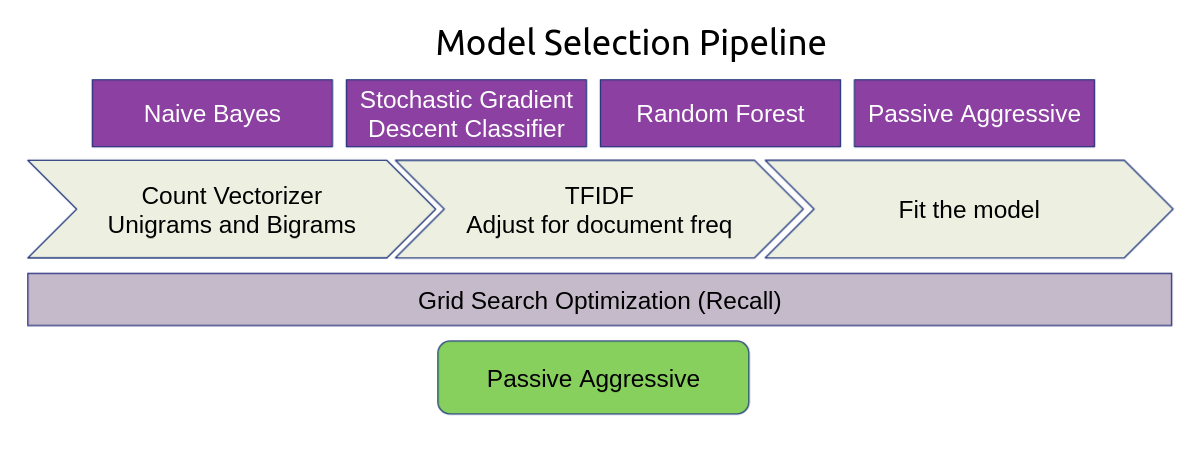 Model Selection Pipeline
Naive Bayes
Stochastic Gradient
Descent Classifier
Random Forest
Passive Aggressive
Count Vectorizer
Unigrams and Bigrams
TFIDF
Adjust for document freq
Fit the model
Grid Search Optimization (Recall)
Passive Aggressive